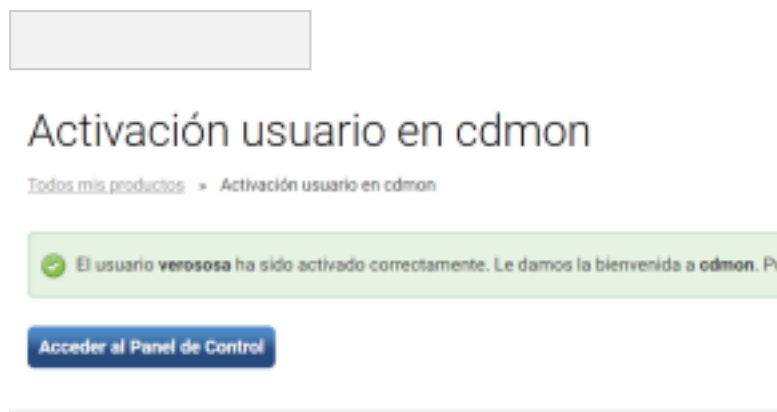 Activación usuario en cdmon
Todos mis productos » Activación usuario en cdmon
El usuario verososa ha sido activado correctamente. Le damos la bienvenida a cdmon.
Acceder al Panel de Control